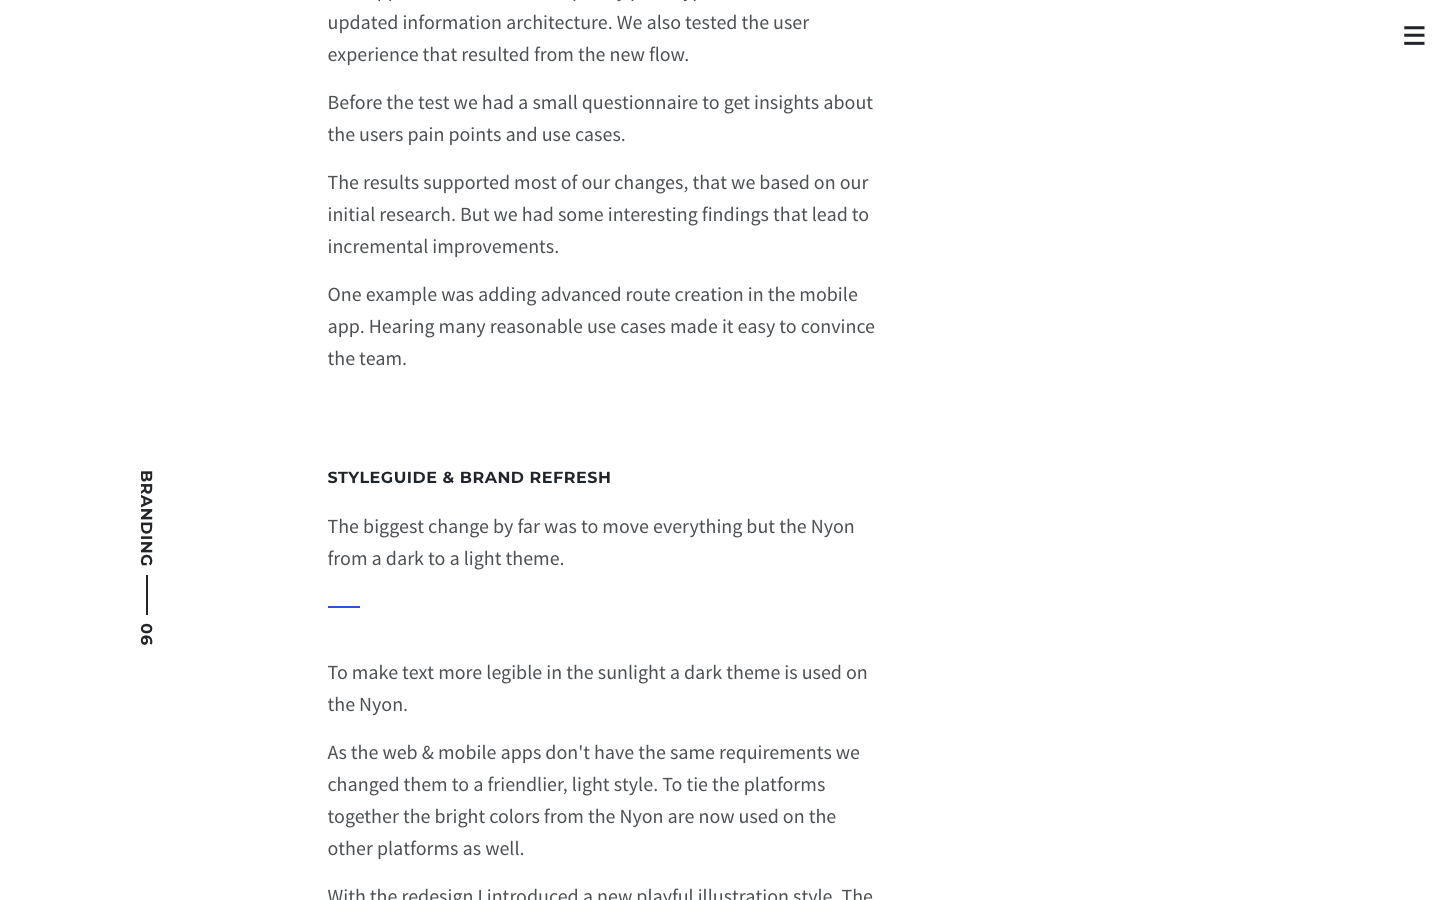 updated information architecture. We also tested the user
experience that resulted from the new flow.
Before the test we had a small questionnaire to get insights about
the users pain points and use cases.
The results supported most of our changes, that we based on our
initial research. But we had some interesting findings that lead to
incremental improvements.
One example was adding advanced route creation in the mobile
app. Hearing many reasonable use cases made it easy to convince
the team.
BRANDING — 06
STYLEGUIDE & BRAND REFRESH
The biggest change by far was to move everything but the Nyon
from a dark to a light theme.
To make text more legible in the sunlight a dark theme is used on
the Nyon.
As the web & mobile apps don't have the same requirements we
changed them to a friendlier, light style. To tie the platforms
together the bright colors from the Nyon are now used on the
other platforms as well.
With the redesign I introduced a new playful illustration style. The